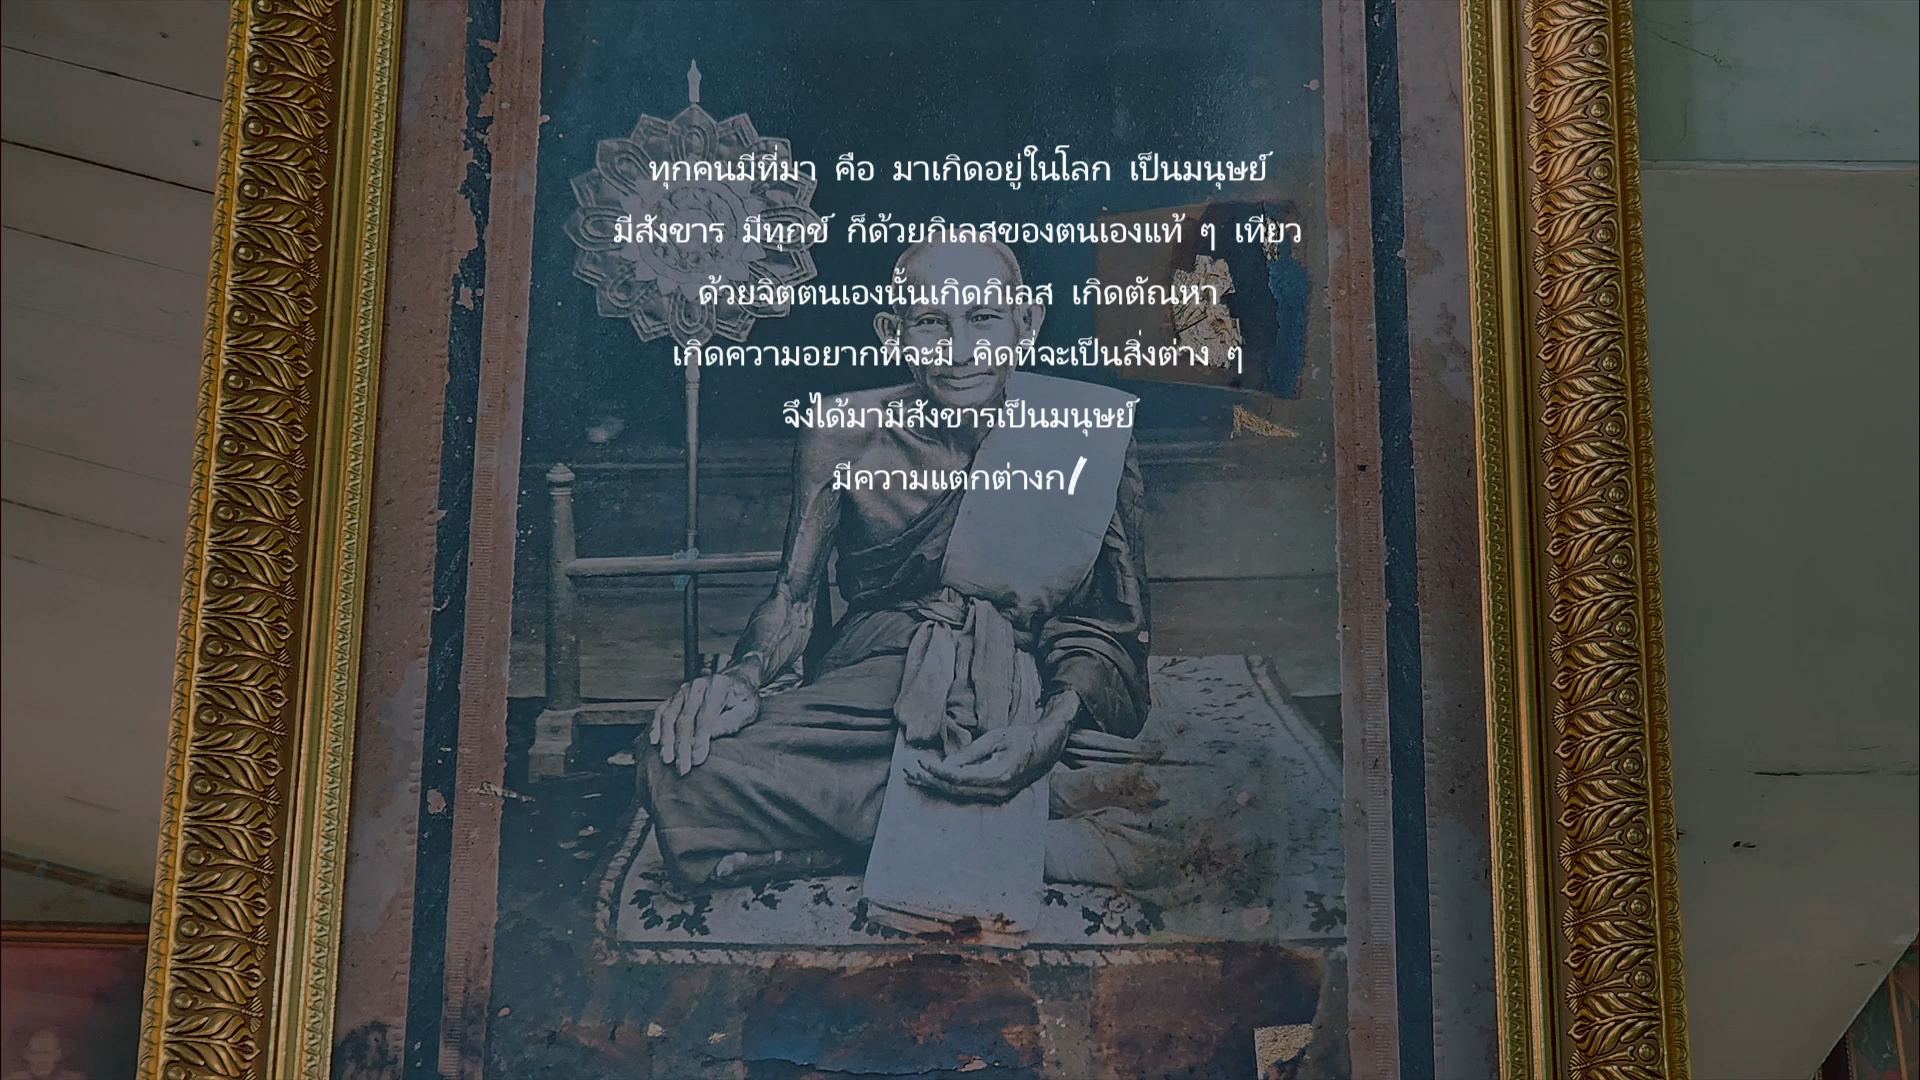 ทุกคนมีที่มา คือ มาเกิดอยู่ในโลก เป็นมนุษย์
มีสังขาร มีทุกข์ ก็ด้วยกิเลสของตนเองแท้ ๆ เทียว
ด้วยจิตตนเองนั้นเกิดกิเลส เกิดตัณหา
เกิดความอยากที่จะมี คิดที่จะเป็นสิ่งต่าง ๆ
จึงได้มามีสังขารเป็นมนุษย์
มีความแตกต่างก/